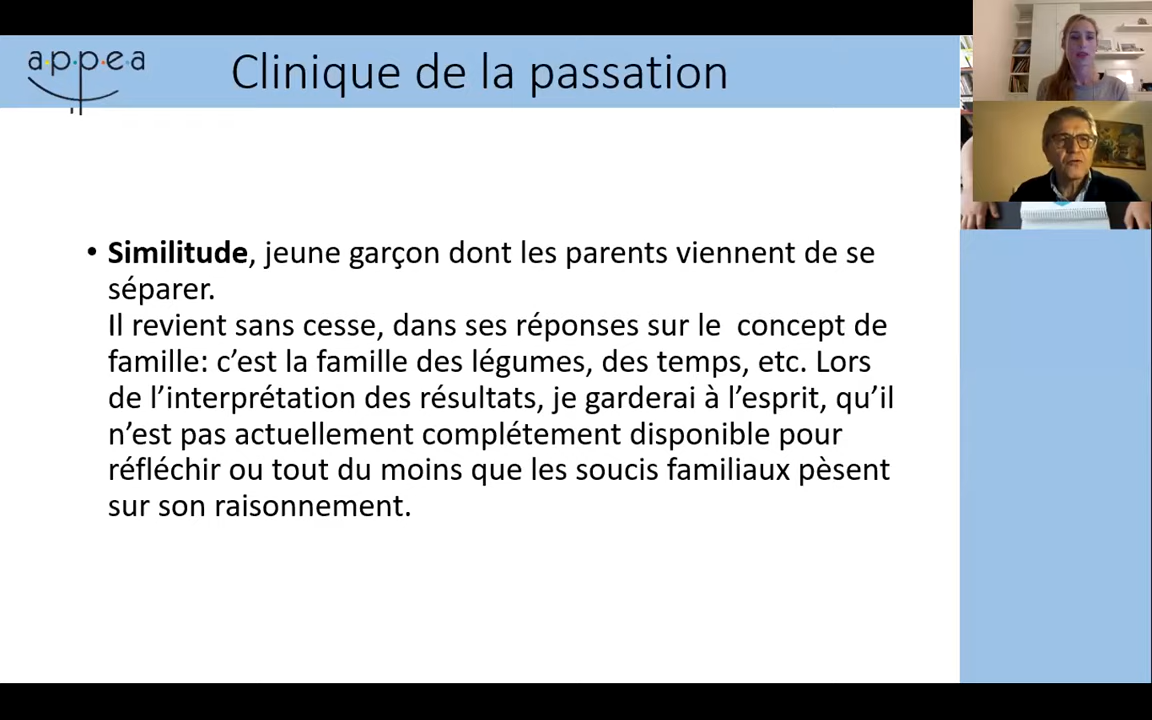 a·p·p·e·a
Clinique de la passation
• Similitude, jeune garçon dont les parents viennent de se
séparer.
Il revient sans cesse, dans ses réponses sur le  concept de
famille: c’est la famille des légumes, des temps, etc. Lors
de l’interprétation des résultats, je garderai à l’esprit, qu’il
n’est pas actuellement complétement disponible pour
réfléchir ou tout du moins que les soucis familiaux pèsent
sur son raisonnement.